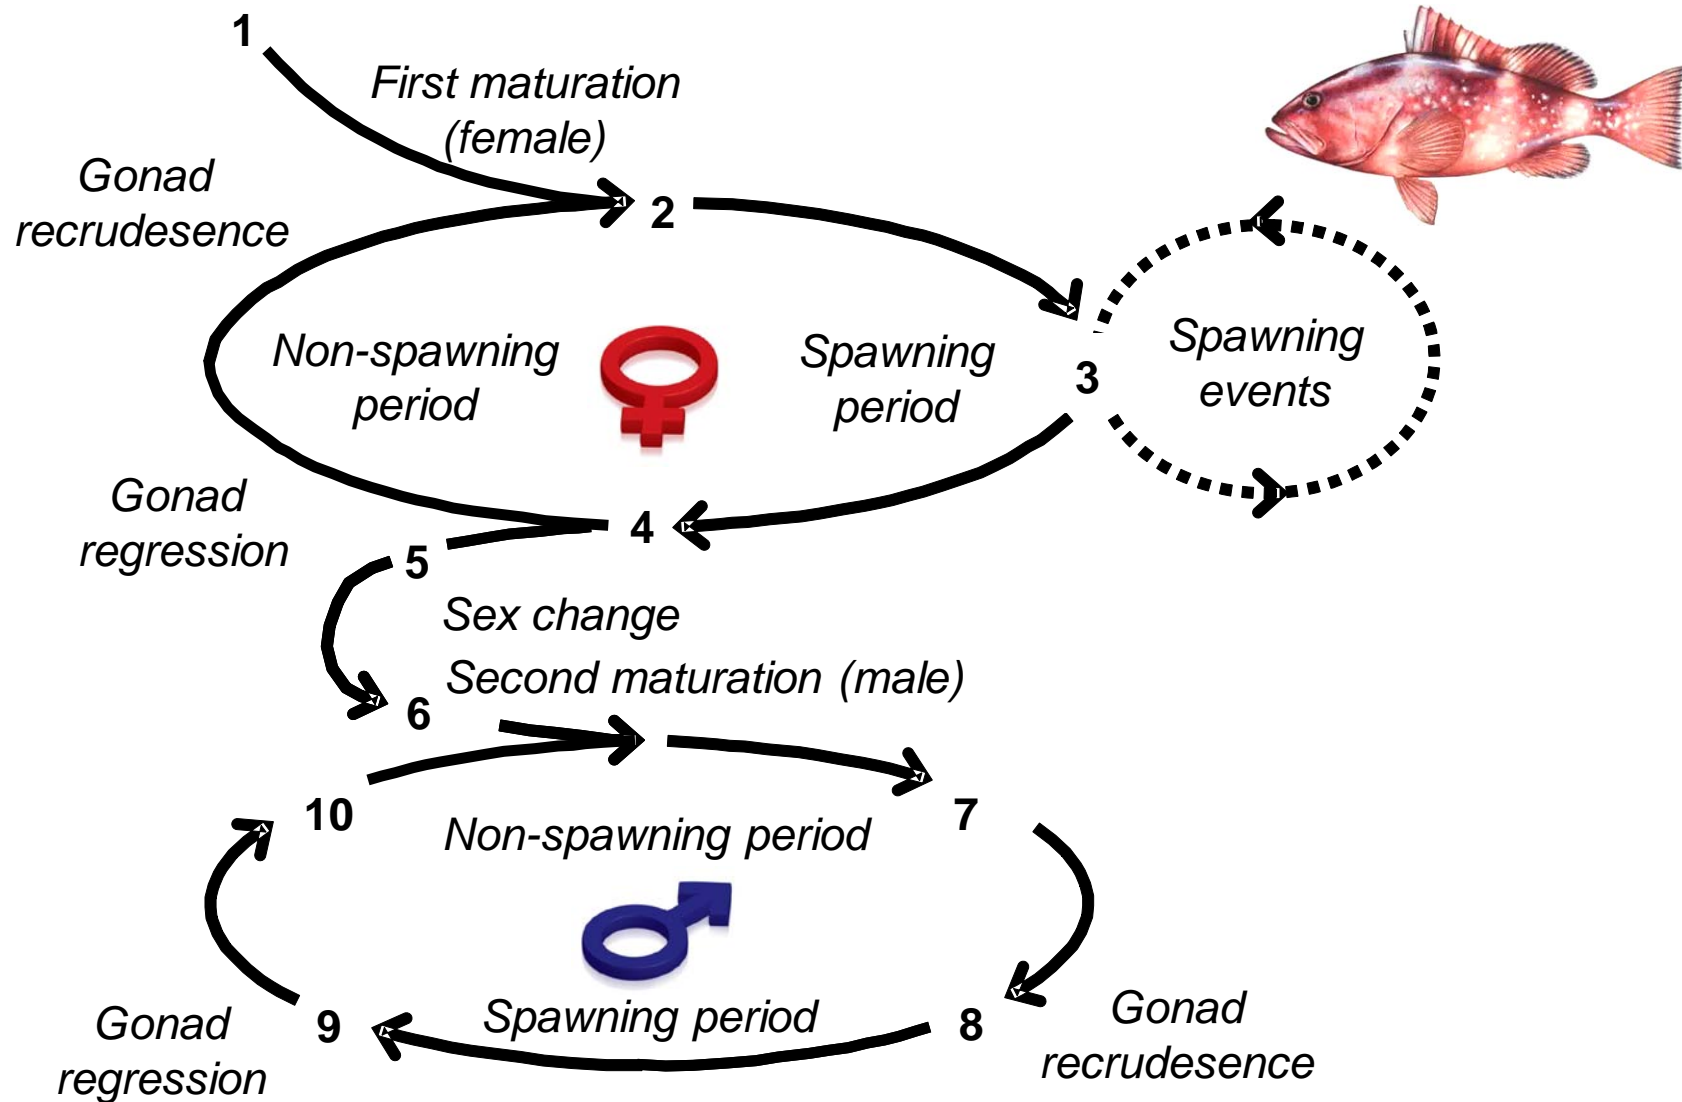 1
First maturation
(female)
Gonad
recrudesence
2
Non-spawning
period
Spawning
period
3
Spawning
events
Gonad
regression
4
5
Sex change
Second maturation (male)
6
10
7
Non-spawning period
Spawning period
Gonad
regression
9
8
Gonad
recrudesence